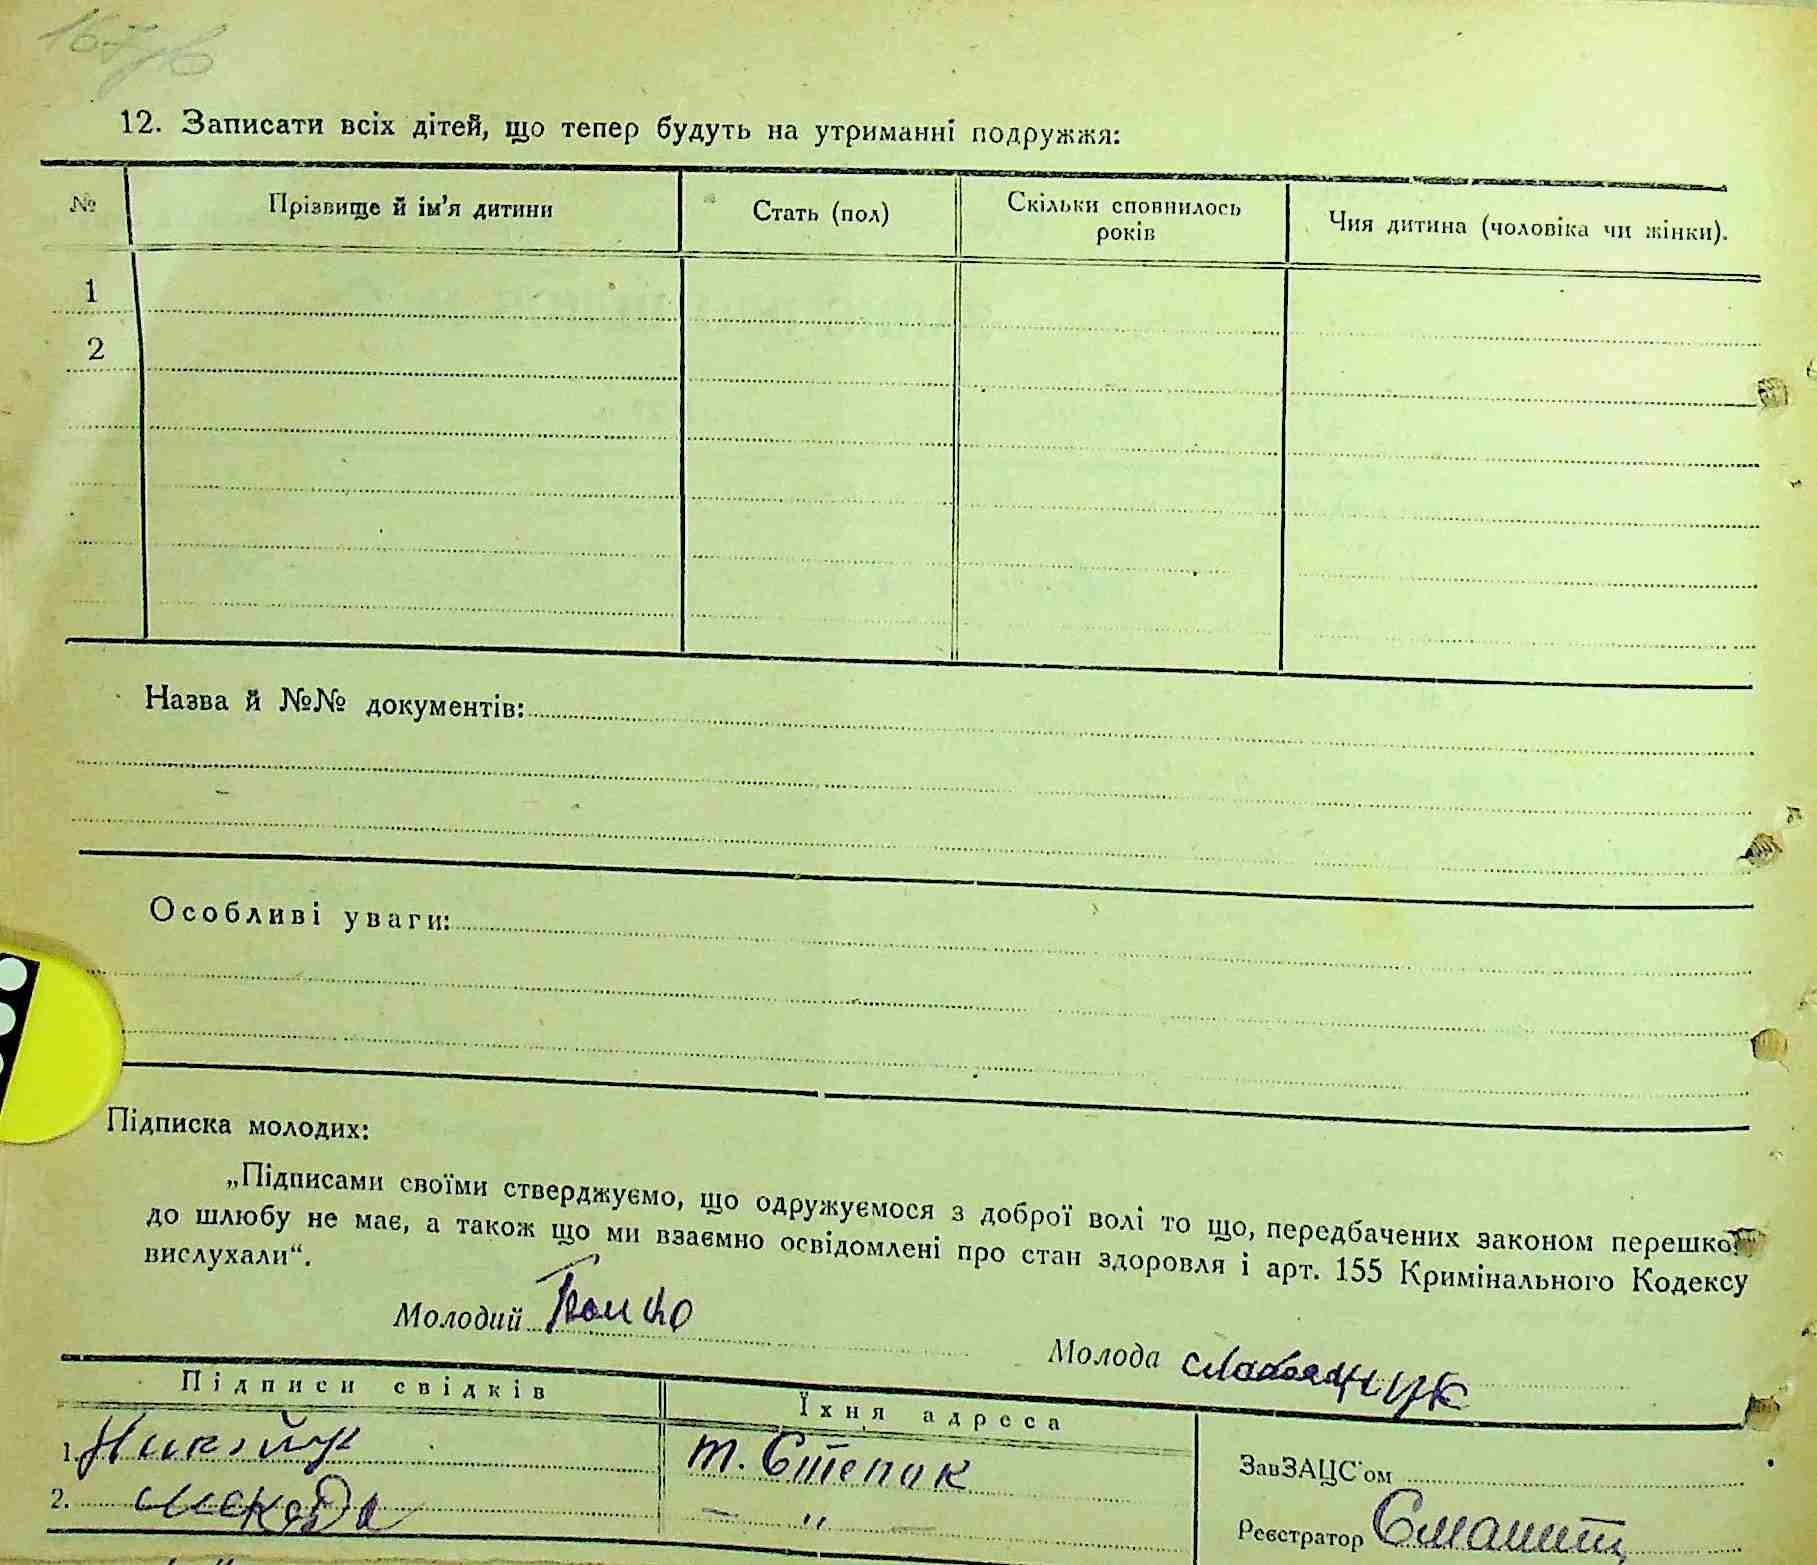 12. Записати всіх дітей, що тепер будуть на утриманні подружжя:
№ Прізвище й ім’я дитини Стать (пол) Скільки сповнилось років Чия дитина (чоловіка чи жінки).
1
2
Назва й №№ документів:
Особливі уваги:
Підписка молодих:
„Підписами своїми стверджуємо, що одружуємося з доброї волі то що, передбачених законом перешко
до шлюбу не має, а також що ми взаємно освідомлені про стан здоровля і арт. 155 Кримінального Кодексу
вислухали“.
Молодий
Молода
Підписи свідків Їхня адреса
1. т. Степак
ЗавЗАЦС'ом
2. — „ —
Реєстратор